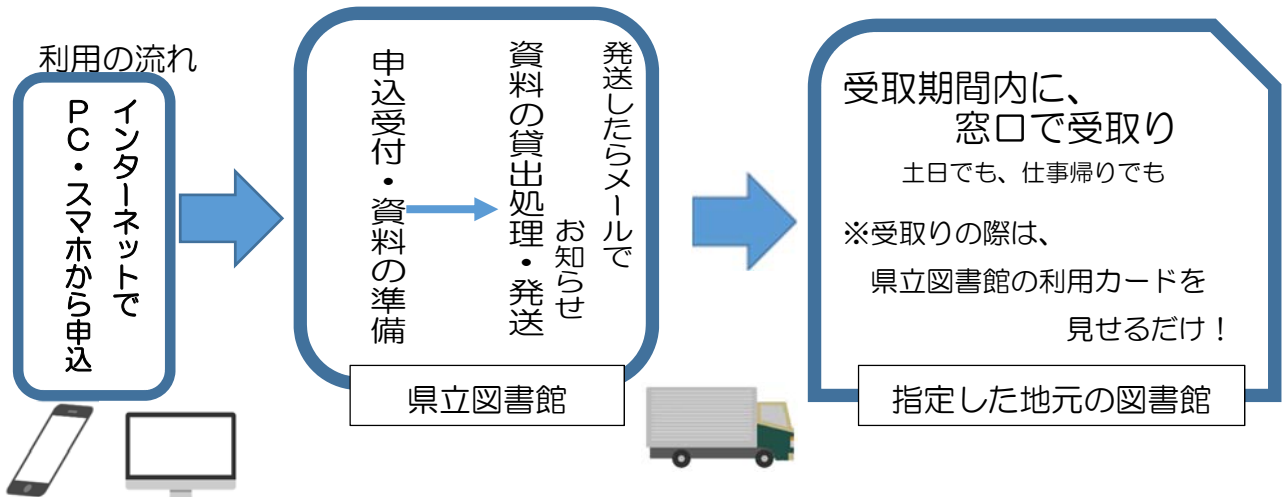 利用の流れ
インターネットで
PC・スマホから申込
申込受付・資料の準備
資料の貸出処理・発送
発送したらメールで
お知らせ
県立図書館
受取期間内に、
窓口で受取り
土日でも、仕事帰りでも
※受取りの際は、
県立図書館の利用カードを
見せるだけ！
指定した地元の図書館